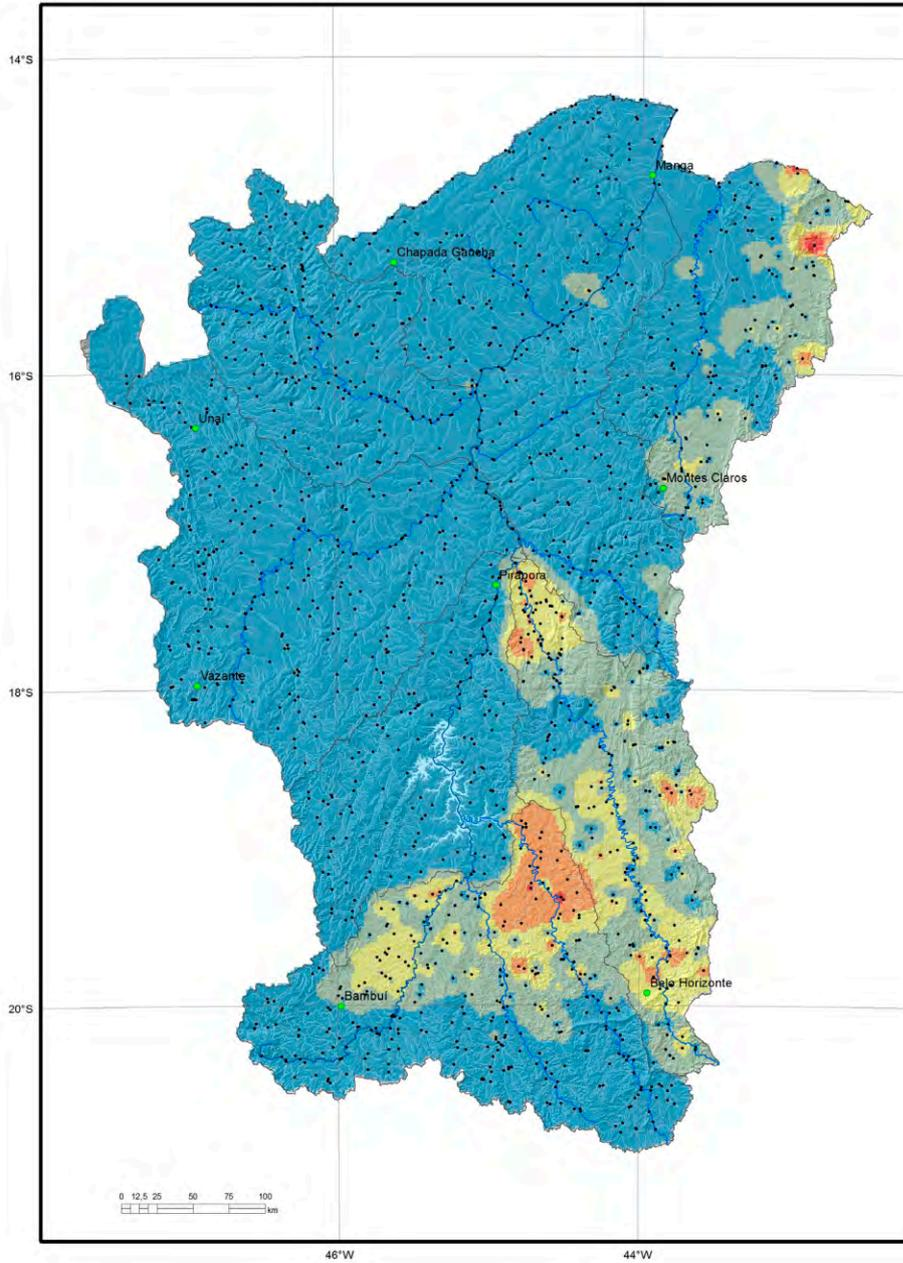 14°S
Manga
Chapada Gaúcha
16°S
Unaí
Montes Claros
Pirapora
18°S
Vazante
Belo Horizonte
20°S
Bambuí
0 12,5 25 50 75 100
km
46°W 44°W